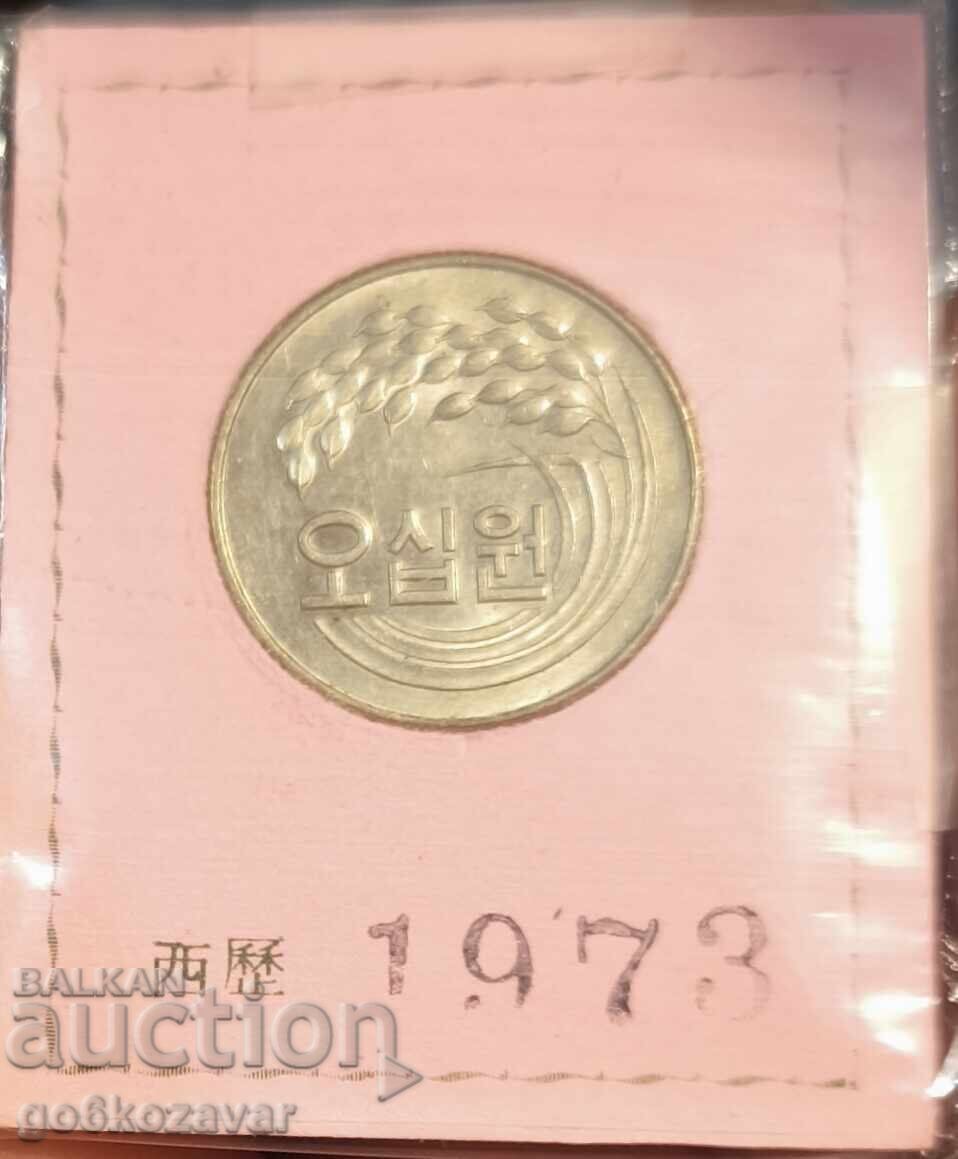 오십원
西歷 1973
BALKAN
auction
go6kozavar